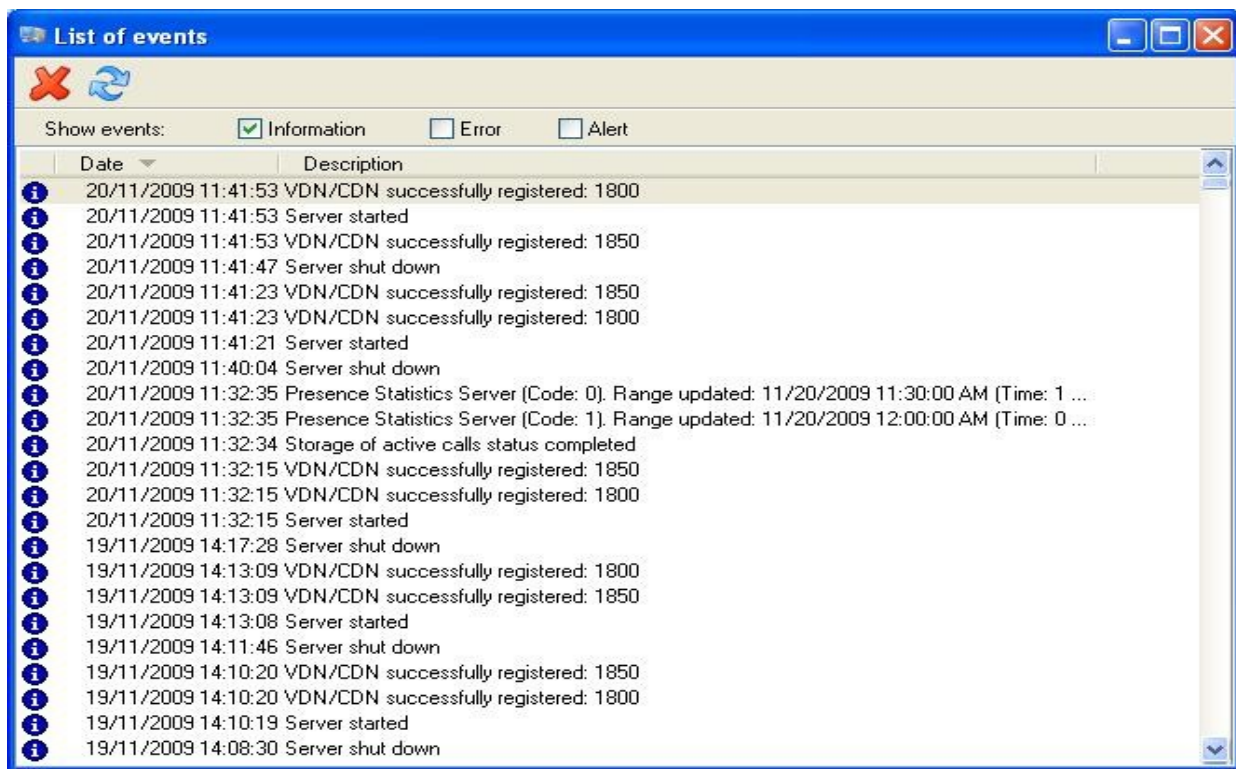 List of events
Show events: Information Error Alert
Date Description
20/11/2009 11:41:53 VDN/CDN successfully registered: 1800
20/11/2009 11:41:53 Server started
20/11/2009 11:41:53 VDN/CDN successfully registered: 1850
20/11/2009 11:41:47 Server shut down
20/11/2009 11:41:23 VDN/CDN successfully registered: 1850
20/11/2009 11:41:23 VDN/CDN successfully registered: 1800
20/11/2009 11:41:21 Server started
20/11/2009 11:40:04 Server shut down
20/11/2009 11:32:35 Presence Statistics Server (Code: 0). Range updated: 11/20/2009 11:30:00 AM (Time: 1 ...
20/11/2009 11:32:35 Presence Statistics Server (Code: 1). Range updated: 11/20/2009 12:00:00 AM (Time: 0 ...
20/11/2009 11:32:34 Storage of active calls status completed
20/11/2009 11:32:15 VDN/CDN successfully registered: 1850
20/11/2009 11:32:15 VDN/CDN successfully registered: 1800
20/11/2009 11:32:15 Server started
19/11/2009 14:17:28 Server shut down
19/11/2009 14:13:09 VDN/CDN successfully registered: 1800
19/11/2009 14:13:09 VDN/CDN successfully registered: 1850
19/11/2009 14:13:08 Server started
19/11/2009 14:11:46 Server shut down
19/11/2009 14:10:20 VDN/CDN successfully registered: 1850
19/11/2009 14:10:20 VDN/CDN successfully registered: 1800
19/11/2009 14:10:19 Server started
19/11/2009 14:08:30 Server shut down